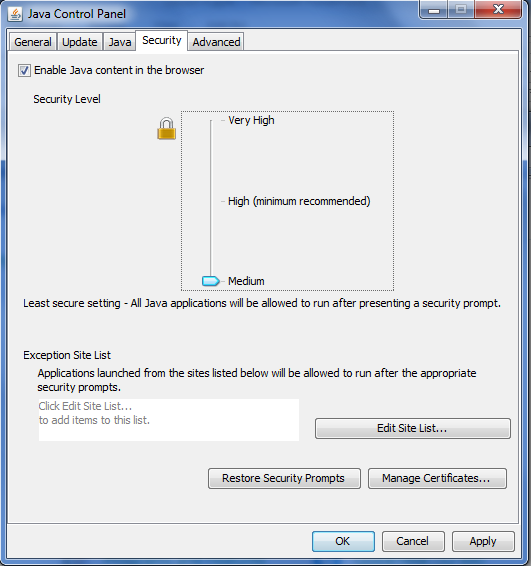 Java Control Panel
General Update Java Security Advanced
Enable Java content in the browser
Security Level
Very High
High (minimum recommended)
Medium
Least secure setting - All Java applications will be allowed to run after presenting a security prompt.
Exception Site List
Applications launched from the sites listed below will be allowed to run after the appropriate
security prompts.
Click Edit Site List...
to add items to this list.
Edit Site List...
Restore Security Prompts Manage Certificates...
OK Cancel Apply